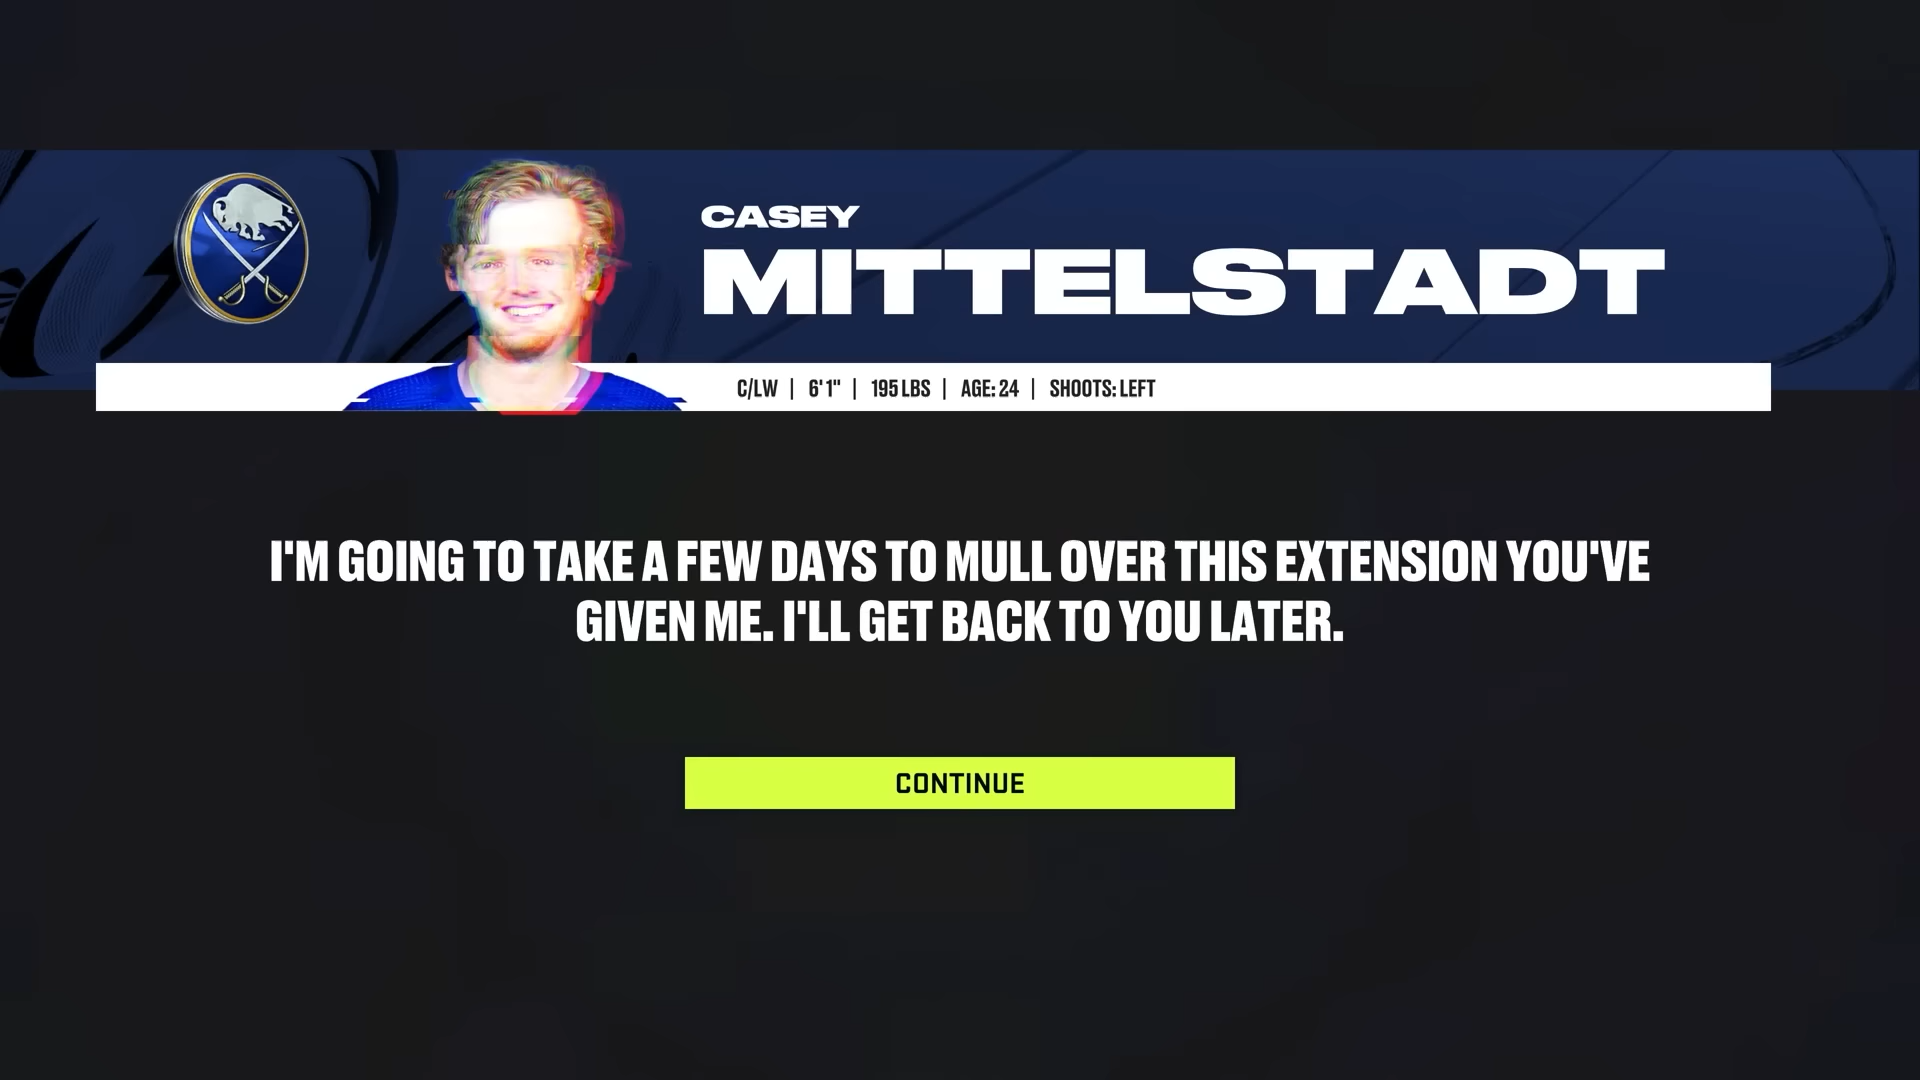 CASEY
MITTELSTADT
C/LW | 6'1" | 195 LBS | AGE: 24 | SHOOTS: LEFT
I'M GOING TO TAKE A FEW DAYS TO MULL OVER THIS EXTENSION YOU'VE
GIVEN ME. I'LL GET BACK TO YOU LATER.
CONTINUE